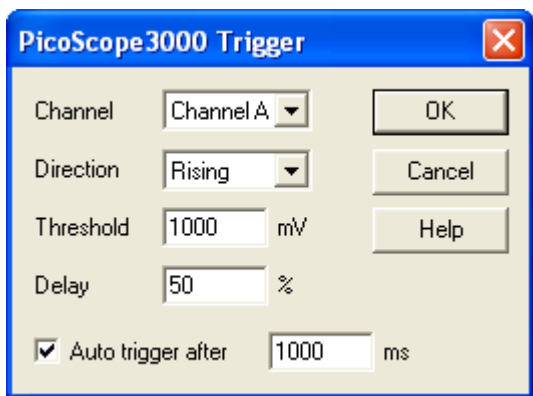 PicoScope3000 Trigger
Channel Channel A OK
Direction Rising Cancel
Threshold 1000 mV Help
Delay 50 %
Auto trigger after 1000 ms